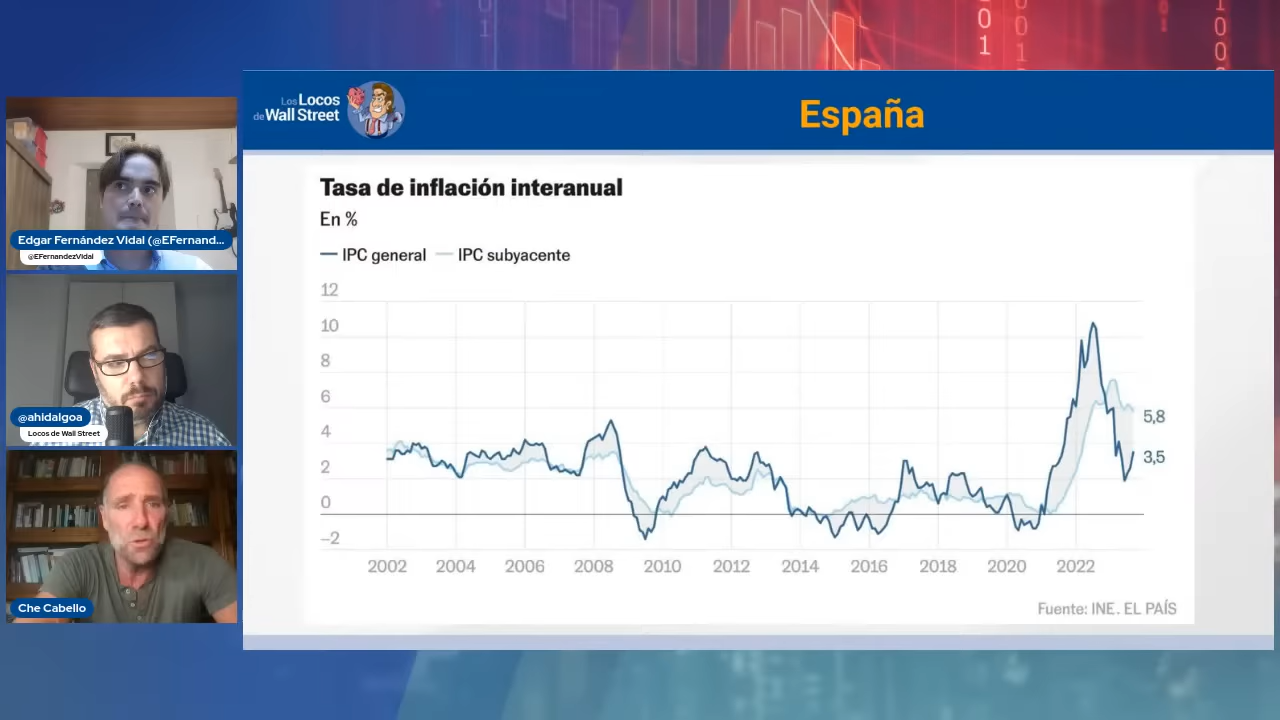 Los Locos
de Wall Street
España
Edgar Fernández Vidal (@EFernand...
@EFernandezVidal
@ahidalgoa
Locos de Wall Street
Che Cabello
Tasa de inflación interanual
En %
IPC general IPC subyacente
12
10
8
6
4
2
0
–2
5,8
3,5
2002 2004 2006 2008 2010 2012 2014 2016 2018 2020 2022
Fuente: INE. EL PAÍS